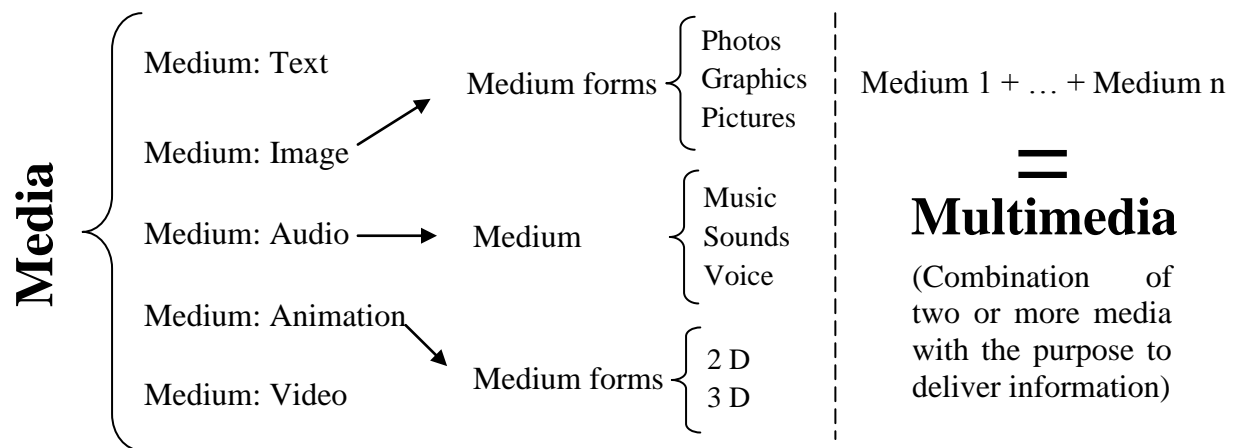 Media
Medium: Text
Medium: Image
Medium: Audio
Medium: Animation
Medium: Video
Medium forms
Photos
Graphics
Pictures
Medium
Music
Sounds
Voice
Medium forms
2 D
3 D
Medium 1 + … + Medium n
=
Multimedia
(Combination of
two or more media
with the purpose to
deliver information)